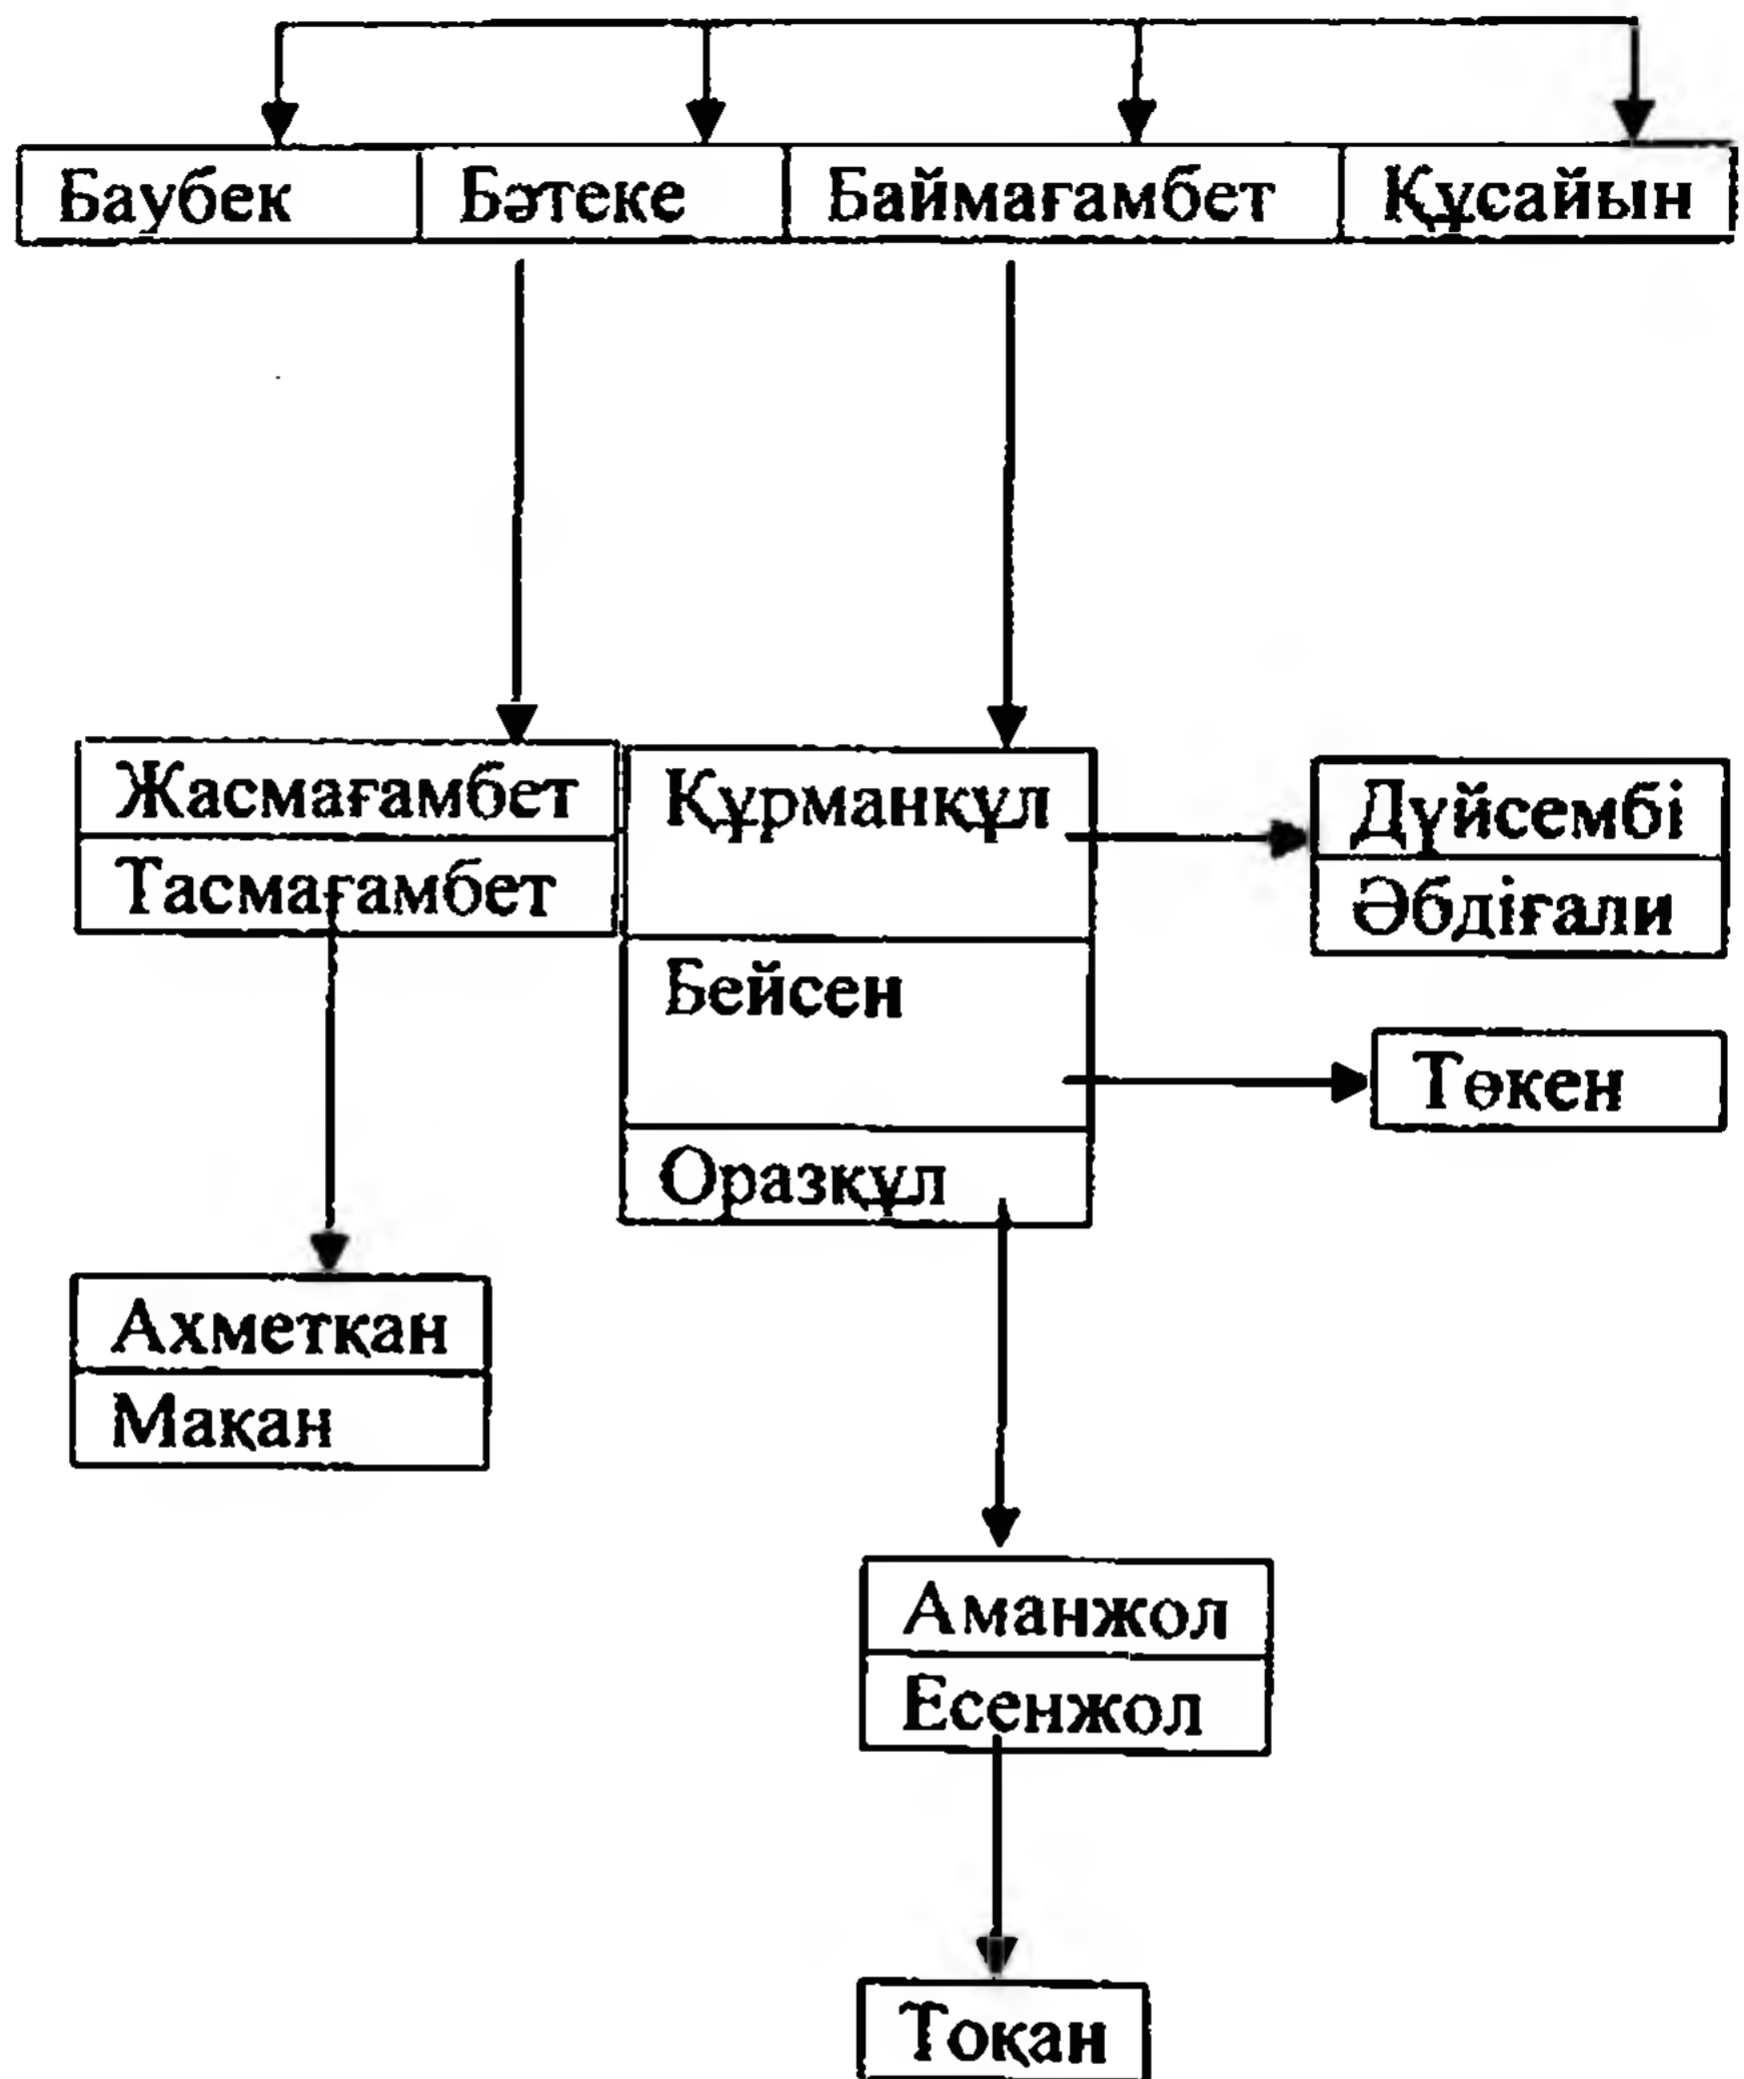 Баубек Бәтеке Баймағамбет Құсайын
Жасмағамбет
Тасмағамбет
Құрманқұл
Бейсен
Оразқұл
Дүйсембі
Әбдіғали
Төкен
Ахметқан
Мақан
Аманжол
Есенжол
Тоқан